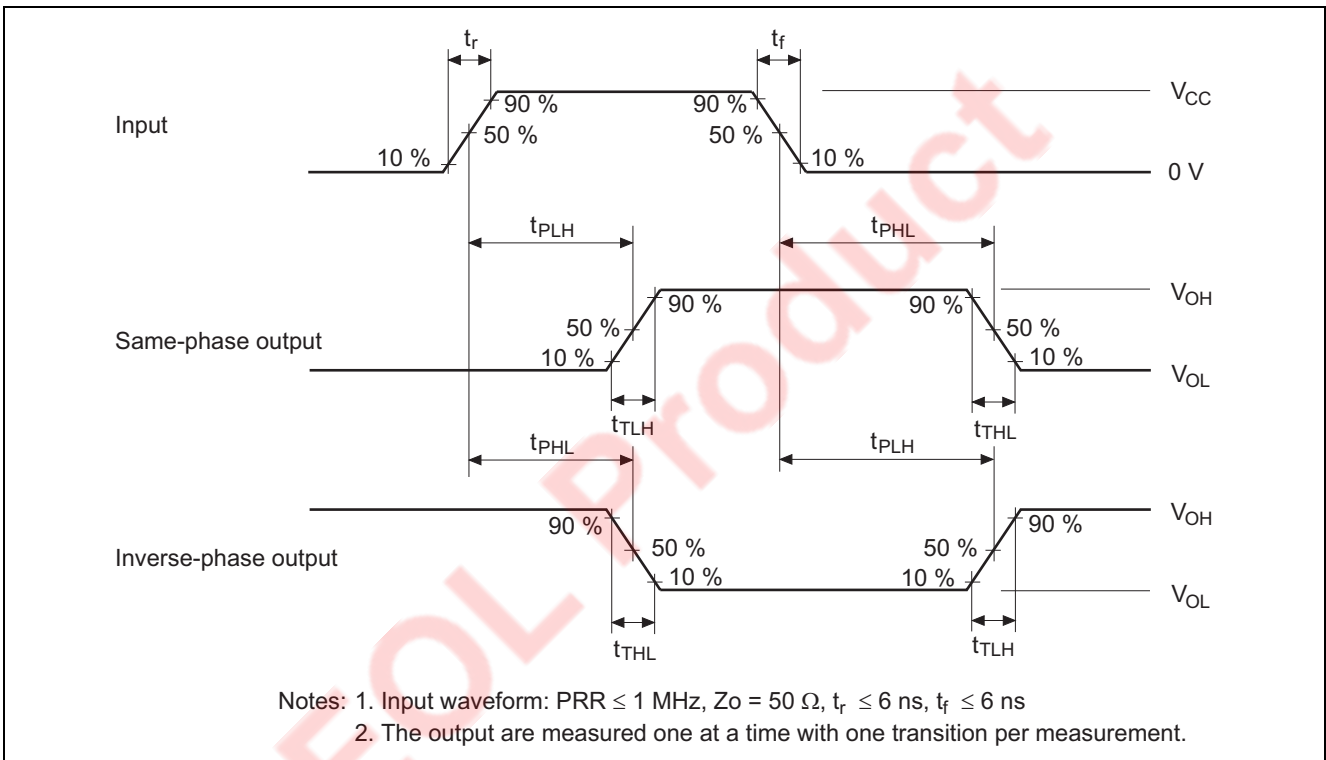 tr tf
90 % 90 % VCC
Input 50 % 50 %
10 % 10 % 0 V
tPLH tPHL
90 % 90 % VOH
Same-phase output 50 % 50 %
10 % 10 % VOL
tTLH tTHL
tPHL tPLH
90 % 90 % VOH
Inverse-phase output 50 % 50 %
10 % 10 % VOL
tTHL tTLH
Notes: 1. Input waveform: PRR ≤ 1 MHz, Zo = 50 Ω, tr ≤ 6 ns, tf ≤ 6 ns
2. The output are measured one at a time with one transition per measurement.
EOL Product